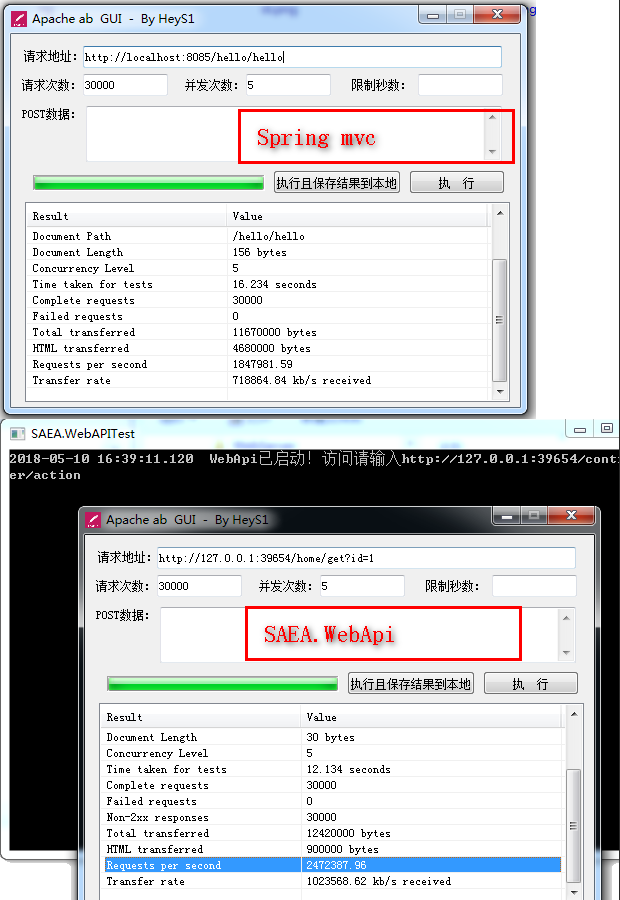 Apache ab GUI - By HeyS1
请求地址: http://localhost:8085/hello/hello
请求次数: 30000 并发次数: 5 限制秒数:
POST数据:
Spring mvc
执行且保存结果到本地 执 行
Result Value
Document Path /hello/hello
Document Length 156 bytes
Concurrency Level 5
Time taken for tests 16.234 seconds
Complete requests 30000
Failed requests 0
Total transferred 11670000 bytes
HTML transferred 4680000 bytes
Requests per second 1847981.59
Transfer rate 718864.84 kb/s received
SAEA.WebAPITest
2018-05-10 16:39:11.120 WebApi已启动! 访问请输入http://127.0.0.1:39654/cont
er/action
Apache ab GUI - By HeyS1
请求地址: http://127.0.0.1:39654/home/get?id=1
请求次数: 30000 并发次数: 5 限制秒数:
POST数据:
SAEA.WebApi
执行且保存结果到本地 执 行
Result Value
Document Length 30 bytes
Concurrency Level 5
Time taken for tests 12.134 seconds
Complete requests 30000
Failed requests 0
Non-2xx responses 30000
Total transferred 12420000 bytes
HTML transferred 900000 bytes
Requests per second 2472387.96
Transfer rate 1023568.62 kb/s received